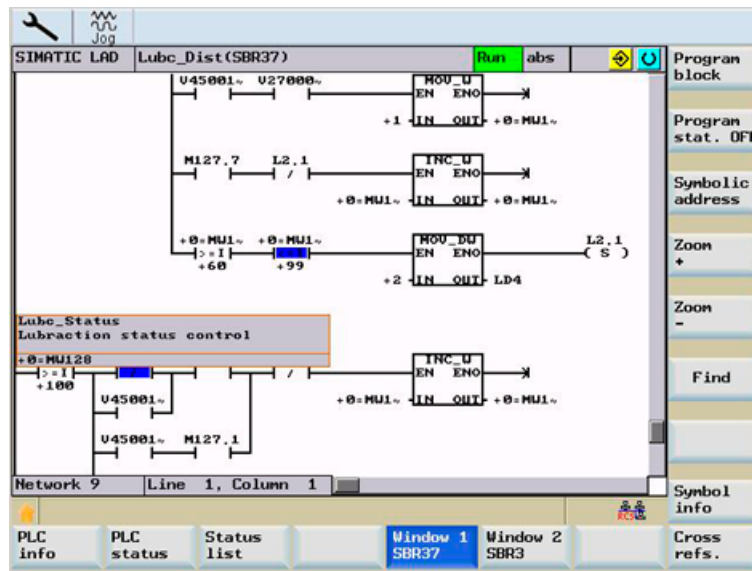 Jog
SIMATIC LAD Lubc_Dist(SBR37) Run abs
Program block
Program stat. OFF
Symbolic address
Zoom +
Zoom -
Find
Symbol info
V45001~ V27000~ MOV_W
EN ENO
+1 IN OUT +0=MW1~
M127.7 L2.1 INC_W
/ EN ENO
+0=MW1~ IN OUT +0=MW1~
+0=MW1~ +0=MW1~ MOV_DW L2.1
>=I EN ENO ( S )
+60 +99
+2 IN OUT LD4
Lubc_Status
Lubraction status control
+0=MW128 INC_W
>=I / / EN ENO
+100
V45001~ +0=MW1~ IN OUT +0=MW1~
V45001~ M127.1
Network 9 Line 1, Column 1
RCS
PLC info
PLC status
Status list
Window 1 SBR37
Window 2 SBR3
Cross refs.